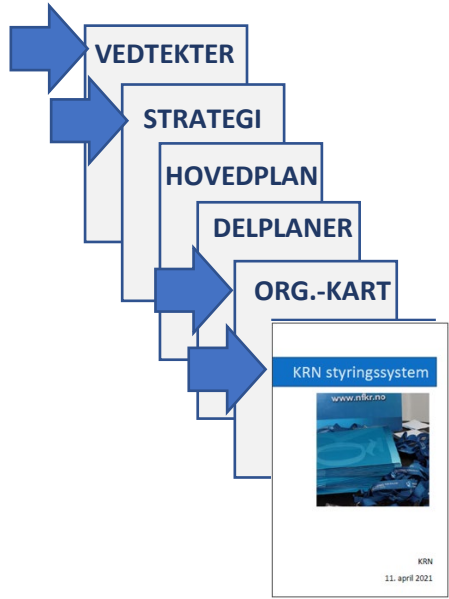 VEDTEKTER
STRATEGI
HOVEDPLAN
DELPLANER
ORG.-KART
KRN styringssystem
www.nfkr.no
KRN
11. april 2021